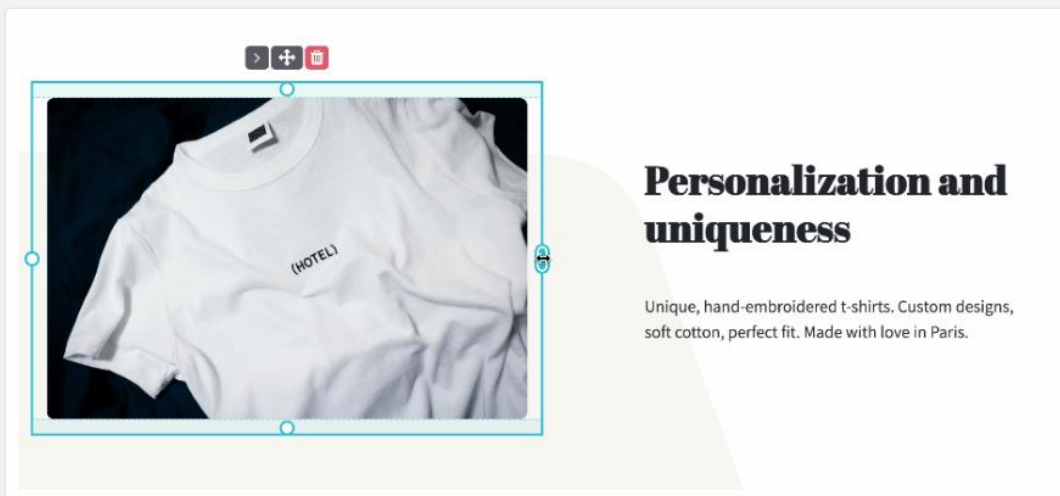 (HOTEL)
Personalization and
uniqueness
Unique, hand-embroidered t-shirts. Custom designs,
soft cotton, perfect fit. Made with love in Paris.